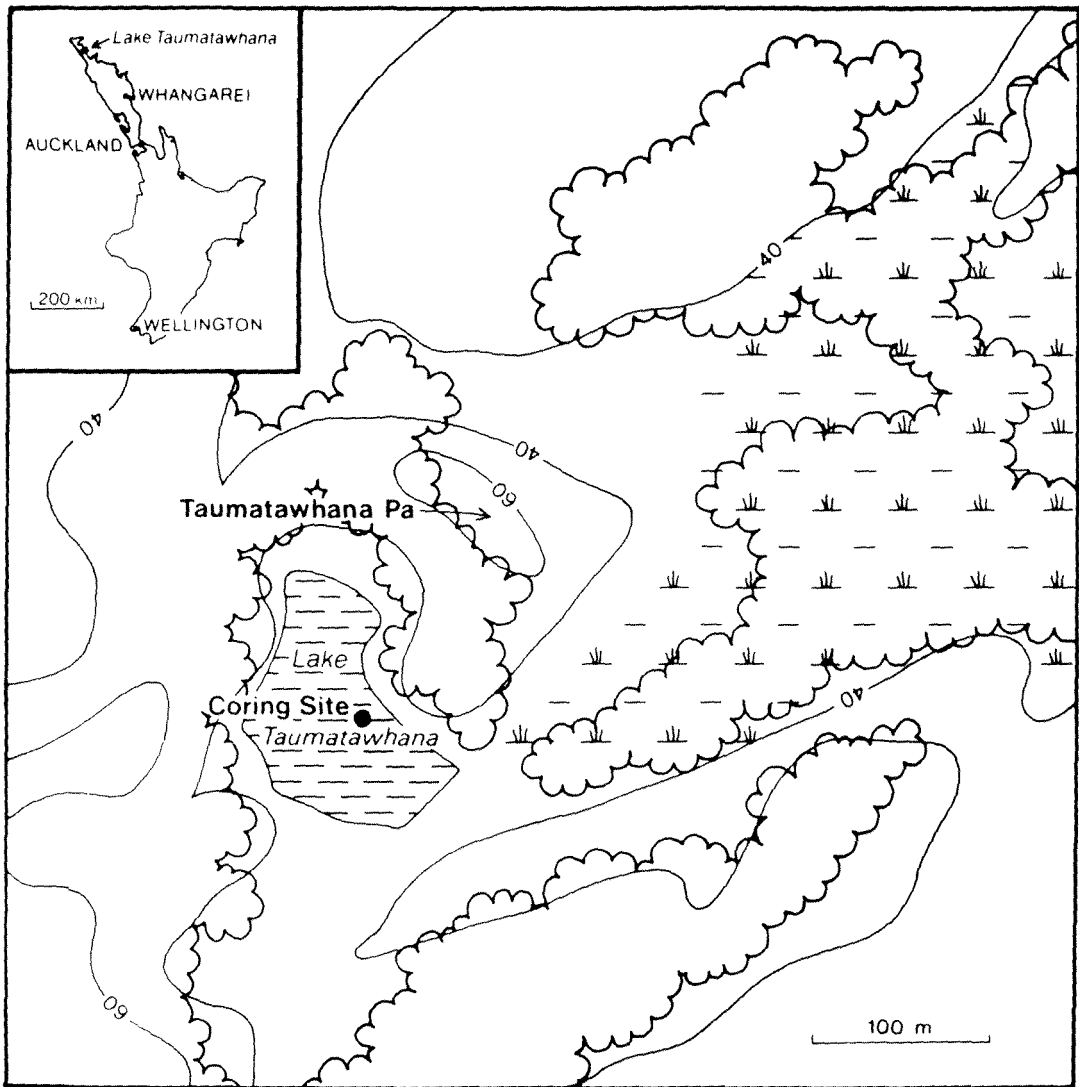 Lake Taumatawhana
WHANGAREI
AUCKLAND
200 km
WELLINGTON
40
40
40
60
Taumatawhana Pa
Lake
Coring Site
Taumatawhana
40
60
100 m